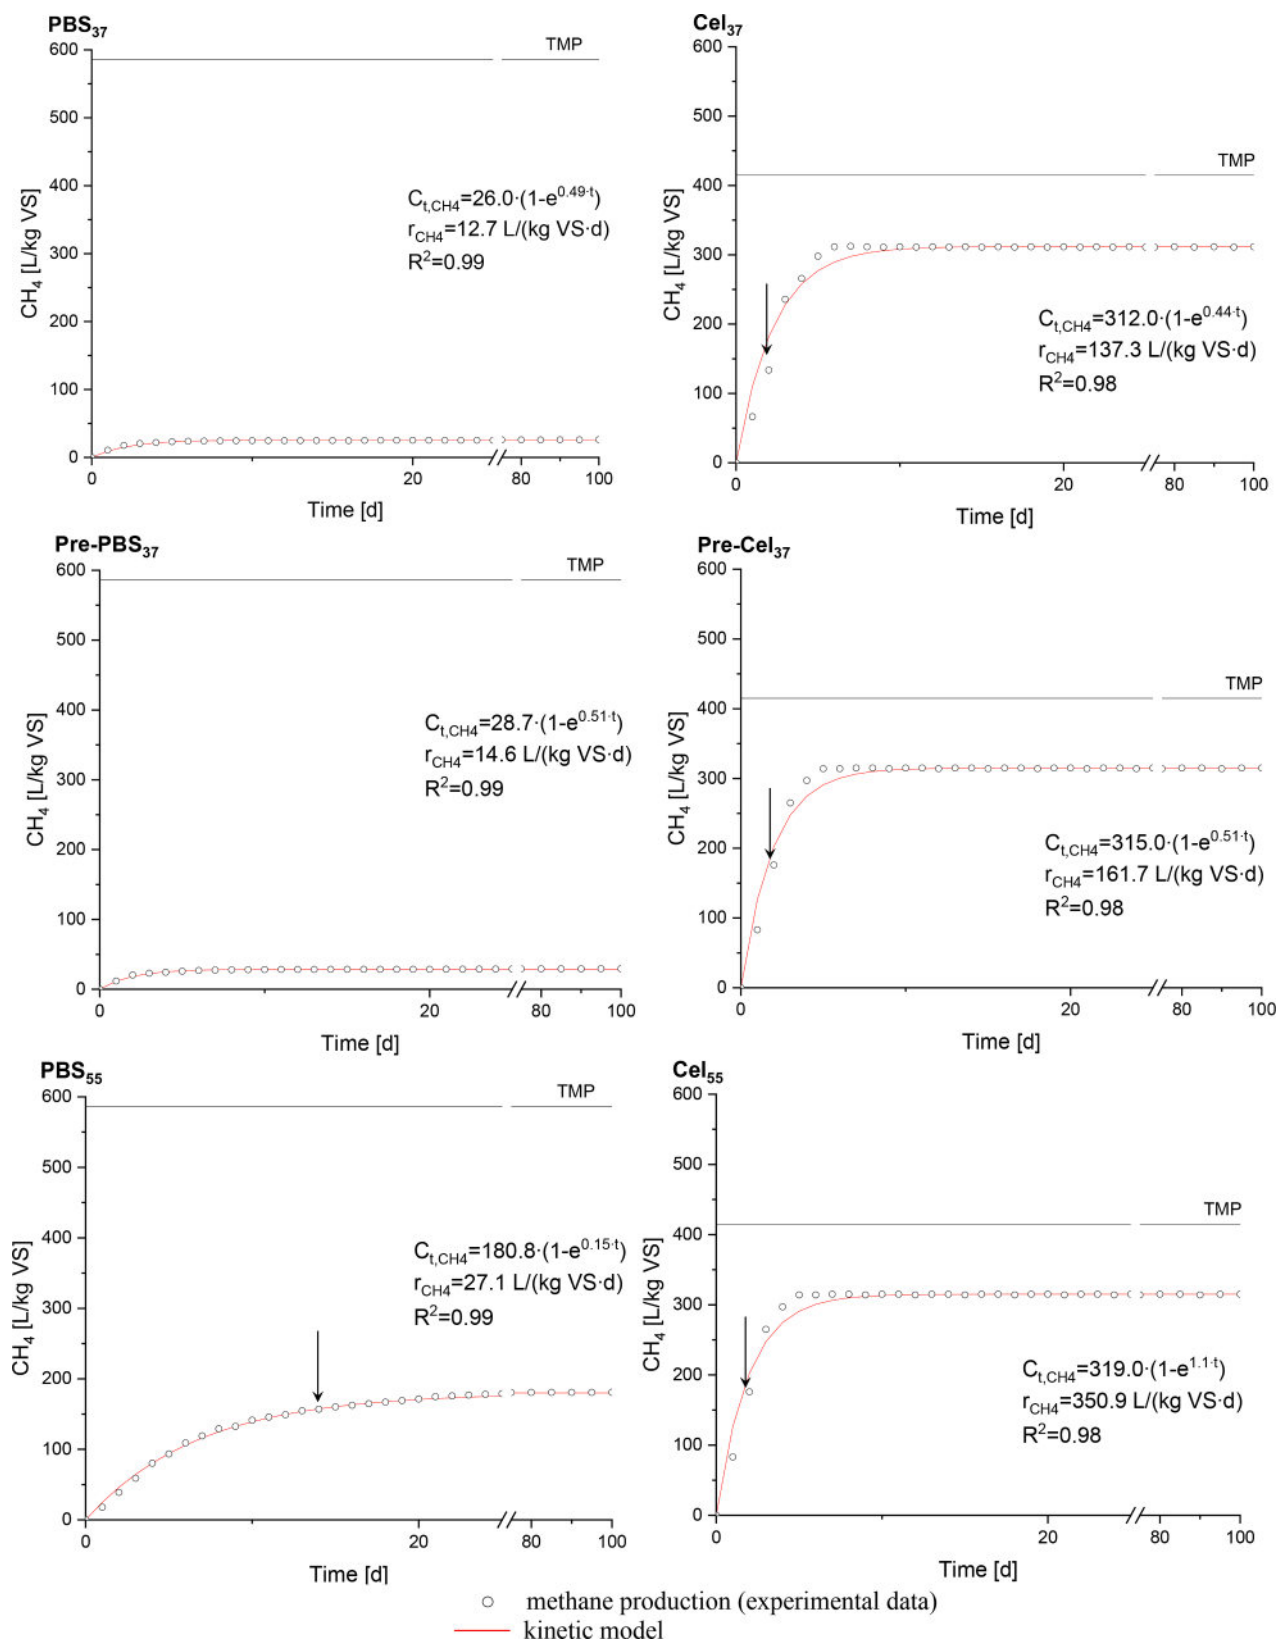 PBS37
TMP
600
500
400
300
200
100
0
CH4 [L/kg VS]
Ct,CH4=26.0·(1-e^0.49·t)
rCH4=12.7 L/(kg VS·d)
R²=0.99
0 20 80 100
Time [d]
Cel37
TMP
600
500
400
300
200
100
0
CH4 [L/kg VS]
Ct,CH4=312.0·(1-e^0.44·t)
rCH4=137.3 L/(kg VS·d)
R²=0.98
0 20 80 100
Time [d]
Pre-PBS37
TMP
600
500
400
300
200
100
0
CH4 [L/kg VS]
Ct,CH4=28.7·(1-e^0.51·t)
rCH4=14.6 L/(kg VS·d)
R²=0.99
0 20 80 100
Time [d]
Pre-Cel37
TMP
600
500
400
300
200
100
0
CH4 [L/kg VS]
Ct,CH4=315.0·(1-e^0.51·t)
rCH4=161.7 L/(kg VS·d)
R²=0.98
0 20 80 100
Time [d]
PBS55
TMP
600
500
400
300
200
100
0
CH4 [L/kg VS]
Ct,CH4=180.8·(1-e^0.15·t)
rCH4=27.1 L/(kg VS·d)
R²=0.99
0 20 80 100
Time [d]
Cel55
TMP
600
500
400
300
200
100
0
CH4 [L/kg VS]
Ct,CH4=319.0·(1-e^1.1·t)
rCH4=350.9 L/(kg VS·d)
R²=0.98
0 20 80 100
Time [d]
methane production (experimental data)
kinetic model